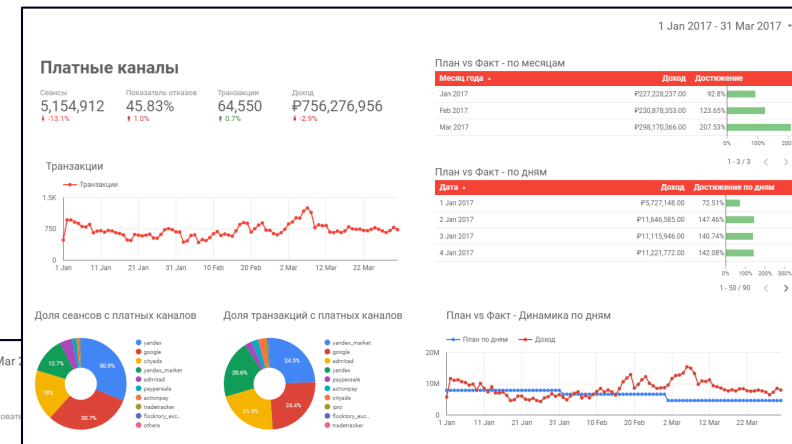 1 Jan 2017 - 31 Mar 2017
Платные каналы
Сеансы
5,154,912
-13.1%
Показатель отказов
45.83%
1.0%
Транзакции
64,550
0.7%
Доход
₽756,276,956
-2.9%
План vs Факт - по месяцам
Месяц года Доход Достижение
Jan 2017 ₽227,228,237.00 92.8%
Feb 2017 ₽230,878,353.00 123.65%
Mar 2017 ₽298,170,366.00 207.53%
0% 100% 200
1 - 3 / 3
Транзакции
Транзакции
1.5K
750
0
1 Jan 11 Jan 21 Jan 31 Jan 10 Feb 20 Feb 2 Mar 12 Mar 22 Mar
План vs Факт - по дням
Дата Доход Достижение по дням
1 Jan 2017 ₽5,727,148.00 72.51%
2 Jan 2017 ₽11,646,585.00 147.46%
3 Jan 2017 ₽11,115,946.00 140.74%
4 Jan 2017 ₽11,221,772.00 142.08%
0% 100% 200% 300%
1 - 50 / 90
Доля сеансов с платных каналов
30.9%
30.7%
18%
12.7%
yandex
google
cityads
yandex_market
admitad
paypersale
actionpay
tradetracker
flocktory_exc...
others
Доля транзакций с платных каналов
24.5%
24.4%
21.3%
20.6%
yandex_market
google
admitad
yandex
paypersale
actionpay
cityads
ipro
flocktory_exc...
tradetracker
План vs Факт - Динамика по дням
План по дням Доход
20M
10M
0
1 Jan 11 Jan 21 Jan 31 Jan 10 Feb 20 Feb 2 Mar 12 Mar 22 Mar
Mar